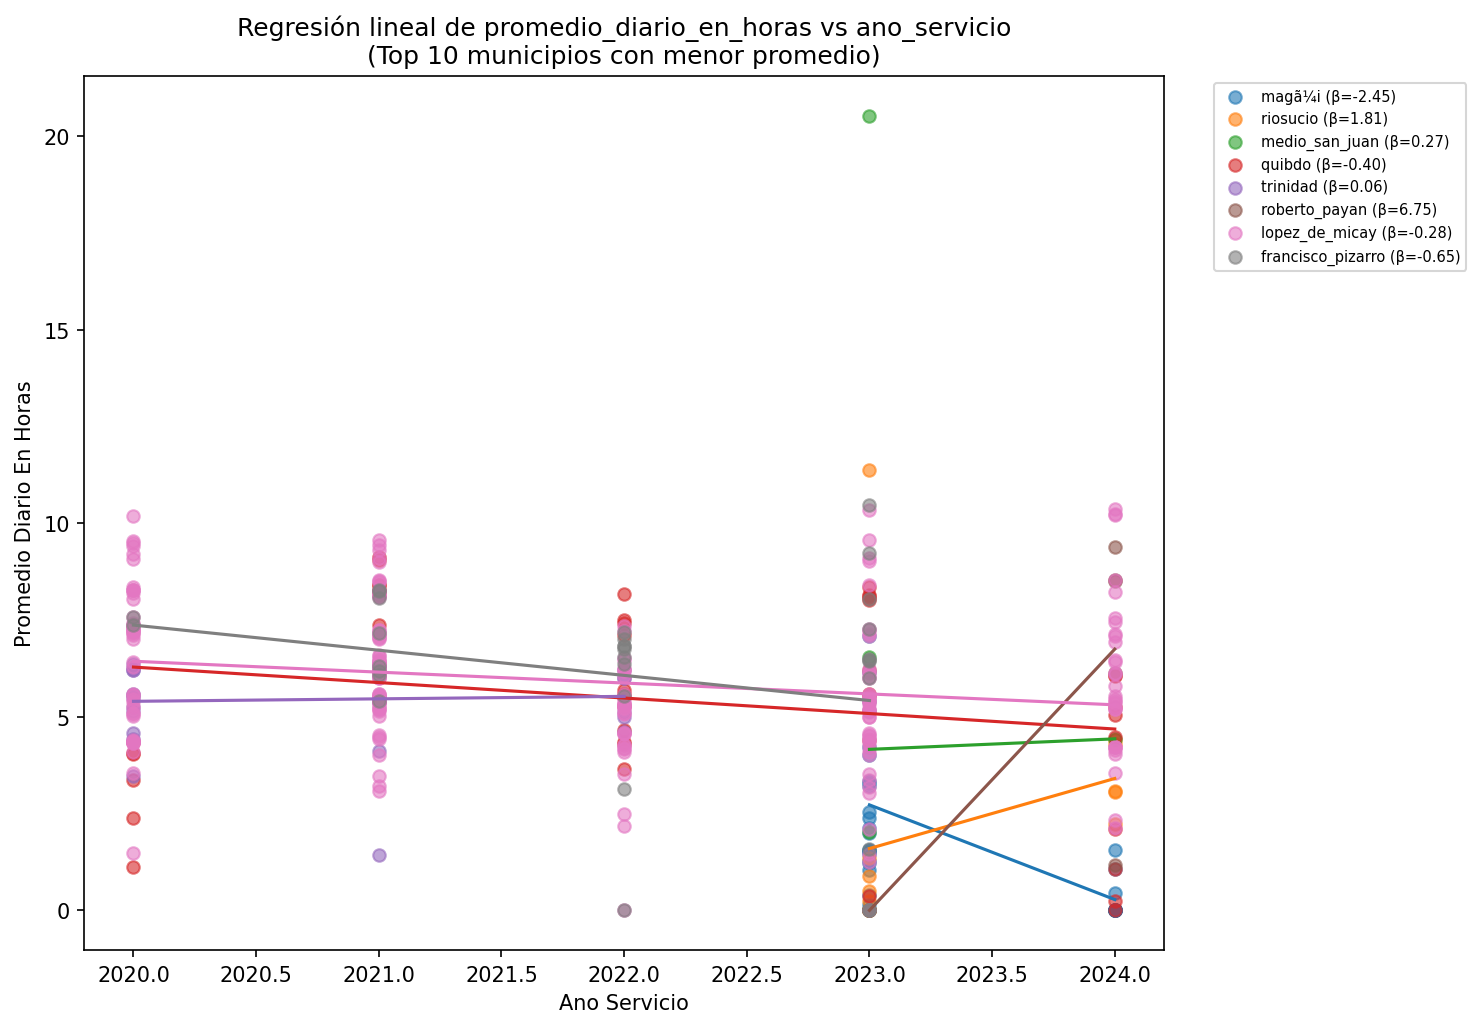 Regresión lineal de promedio_diario_en_horas vs ano_servicio
(Top 10 municipios con menor promedio)
Promedio Diario En Horas
20
15
10
5
0
2020.0 2020.5 2021.0 2021.5 2022.0 2022.5 2023.0 2023.5 2024.0
Ano Servicio
magã¼i (β=-2.45)
riosucio (β=1.81)
medio_san_juan (β=0.27)
quibdo (β=-0.40)
trinidad (β=0.06)
roberto_payan (β=6.75)
lopez_de_micay (β=-0.28)
francisco_pizarro (β=-0.65)